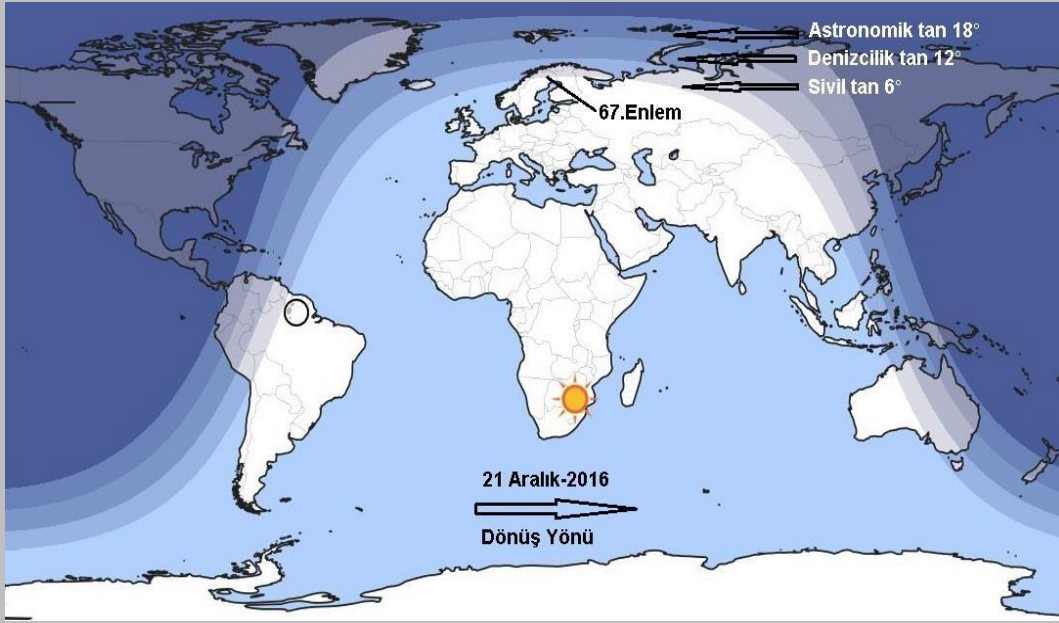 Astronomik tan 18°
Denizcilik tan 12°
Sivil tan 6°
67.Enlem
21 Aralık-2016
Dönüş Yönü